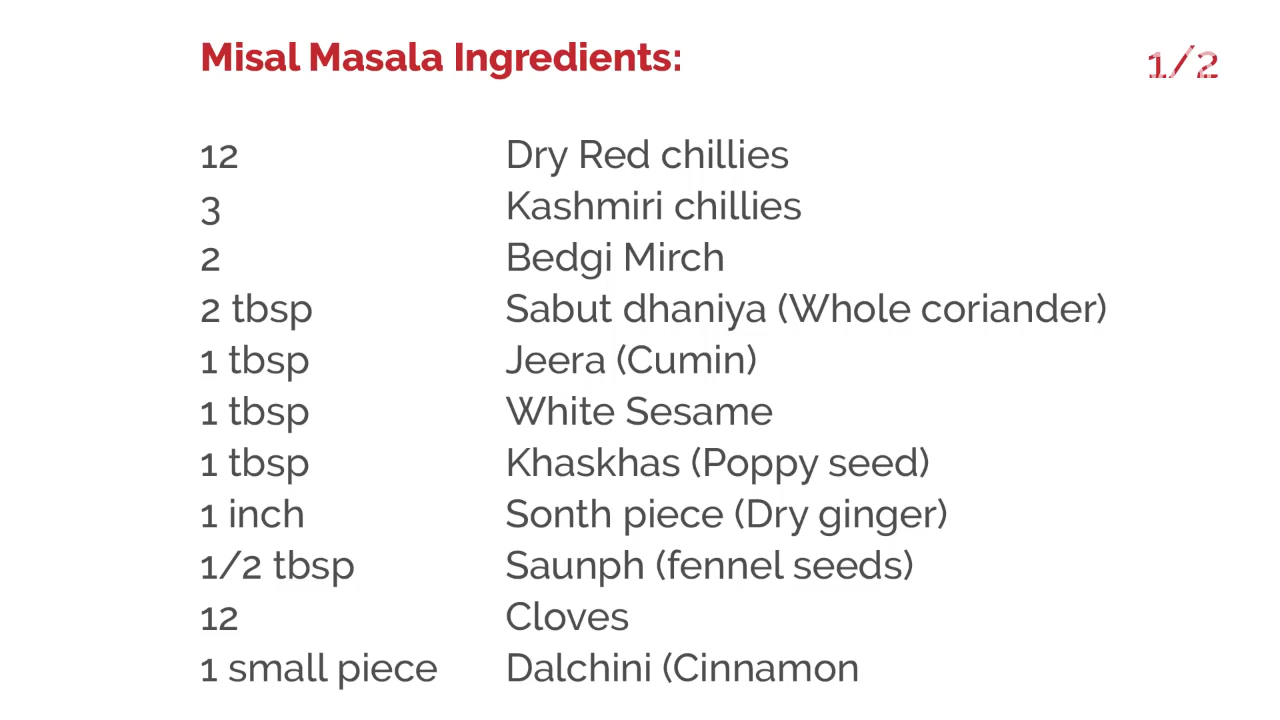 Misal Masala Ingredients:
1/2
12 Dry Red chillies
3 Kashmiri chillies
2 Bedgi Mirch
2 tbsp Sabut dhaniya (Whole coriander)
1 tbsp Jeera (Cumin)
1 tbsp White Sesame
1 tbsp Khaskhas (Poppy seed)
1 inch Sonth piece (Dry ginger)
1/2 tbsp Saunph (fennel seeds)
12 Cloves
1 small piece Dalchini (Cinnamon